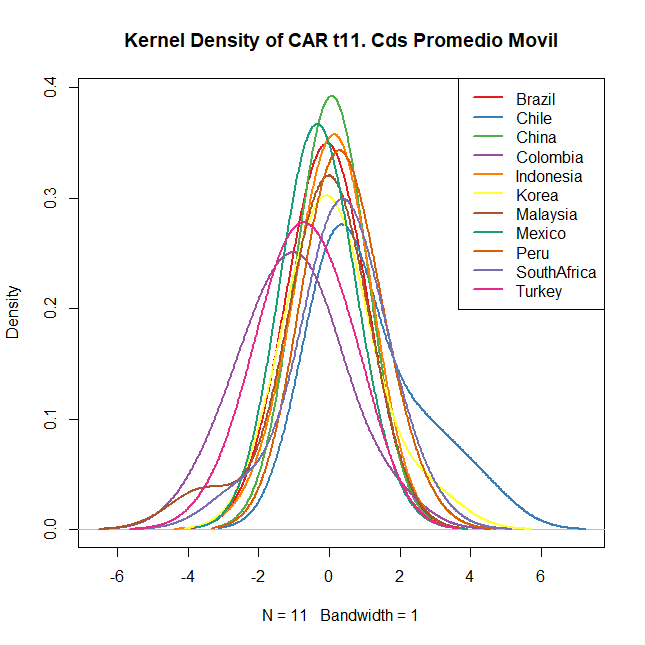 Kernel Density of CAR t11. Cds Promedio Movil
Density
0.0
0.1
0.2
0.3
0.4
-6
-4
-2
0
2
4
6
N = 11 Bandwidth = 1
Brazil
Chile
China
Colombia
Indonesia
Korea
Malaysia
Mexico
Peru
SouthAfrica
Turkey